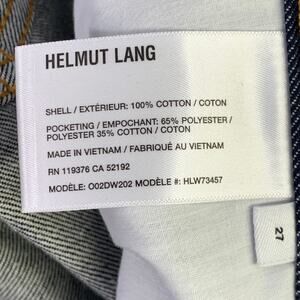 HELMUT LANG
SHELL / EXTÉRIEUR: 100% COTTON / COTON
POCKETING / EMPOCHANT: 65% POLYESTER /
POLYESTER 35% COTTON / COTON
MADE IN VIETNAM / FABRIQUÉ AU VIETNAM
RN 119376 CA 52192
MODÈLE: O02DW202 MODÈLE #: HLW73457
27